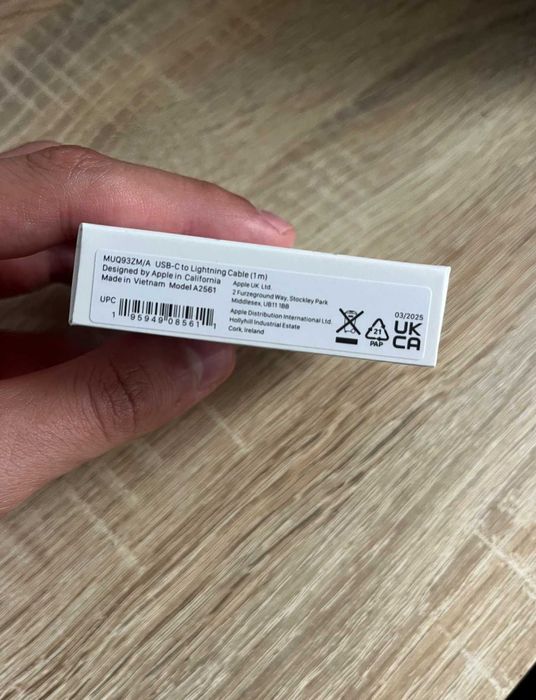 MUQ93ZM/A USB-C to Lightning Cable (1 m)
Designed by Apple in California
Made in Vietnam Model A2561
UPC
1 95949 08561 1
Apple UK Ltd.
2 Furzeground Way, Stockley Park
Middlesex, UB11 1BB
Apple Distribution International Ltd.
Hollyhill Industrial Estate
Cork, Ireland
21
PAP
03/2025
UK
CA